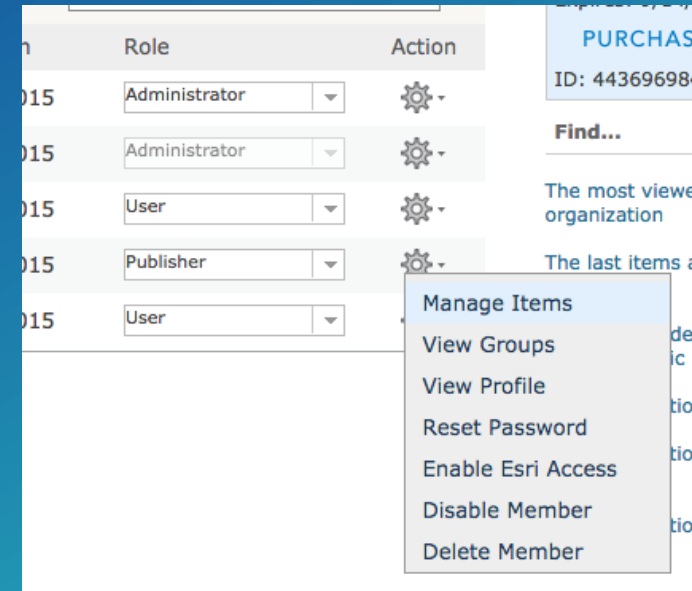 Role Action
015 Administrator
015 Administrator
015 User
015 Publisher
015 User
Manage Items
View Groups
View Profile
Reset Password
Enable Esri Access
Disable Member
Delete Member
PURCHAS
ID: 44369698
Find...
The most viewe
organization
The last items a